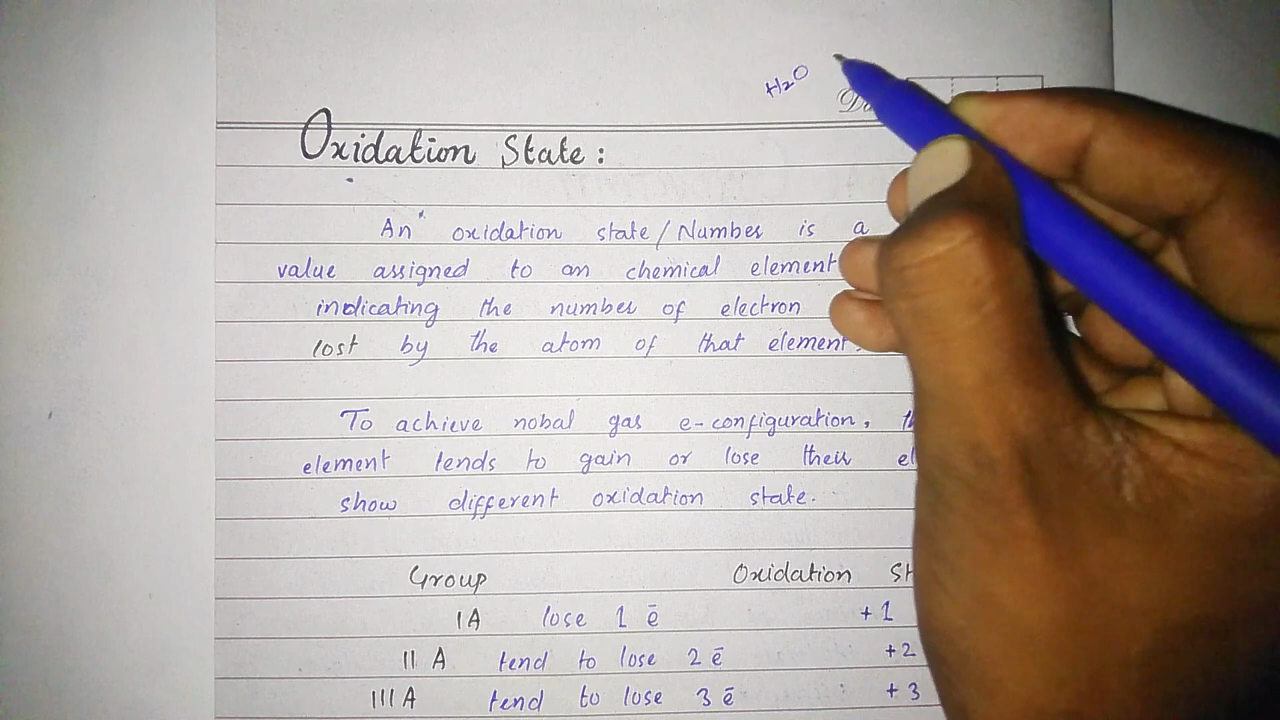 H2O
Oxidation State:
An oxidation state/Number is a
value assigned to an chemical element
indicating the number of electron
lost by the atom of that element.
To achieve nobal gas e-configuration,
element tends to gain or lose their
show different oxidation state.
Group Oxidation
IA lose 1 ē +1
II A tend to lose 2 ē +2
III A tend to lose 3 ē +3